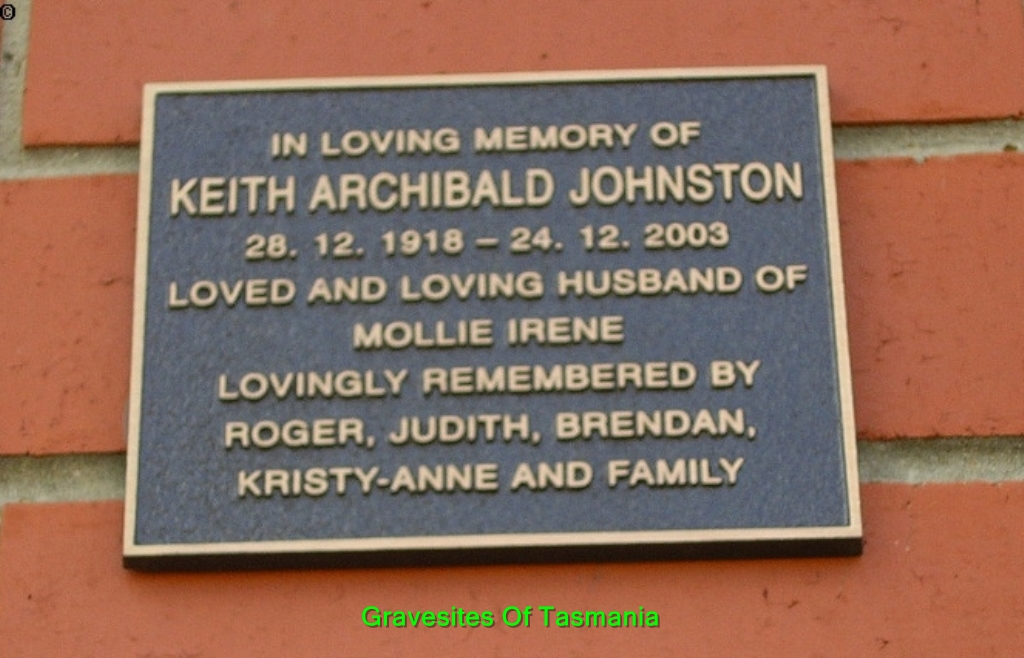 ©
IN LOVING MEMORY OF
KEITH ARCHIBALD JOHNSTON
28. 12. 1918 – 24. 12. 2003
LOVED AND LOVING HUSBAND OF
MOLLIE IRENE
LOVINGLY REMEMBERED BY
ROGER, JUDITH, BRENDAN,
KRISTY-ANNE AND FAMILY
Gravesites Of Tasmania